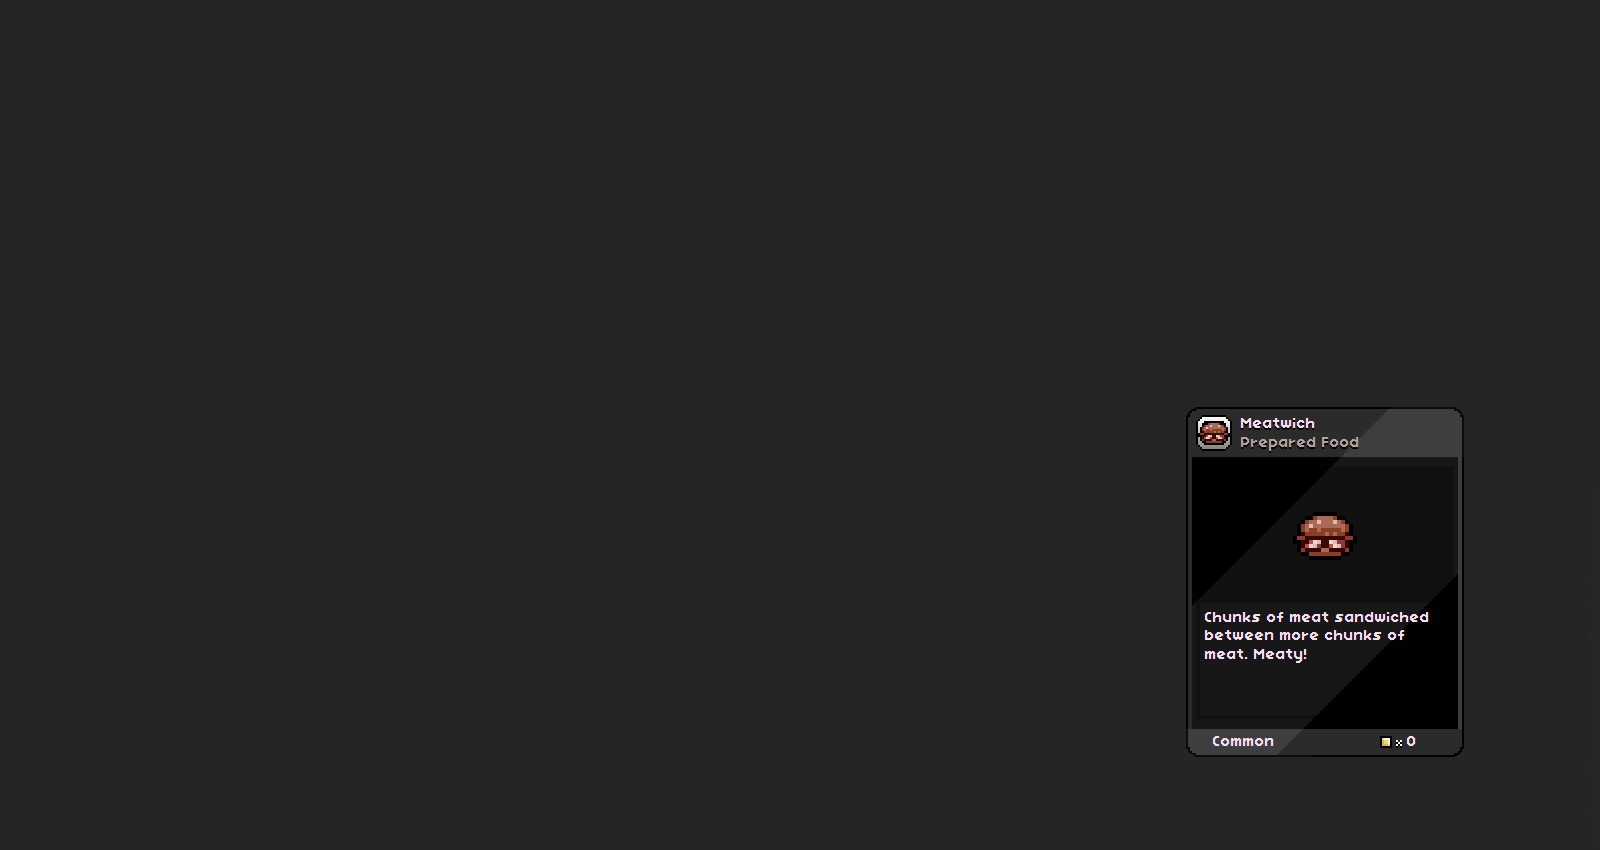 Meatwich
Prepared Food
Chunks of meat sandwiched
between more chunks of
meat. Meaty!
Common
x 0